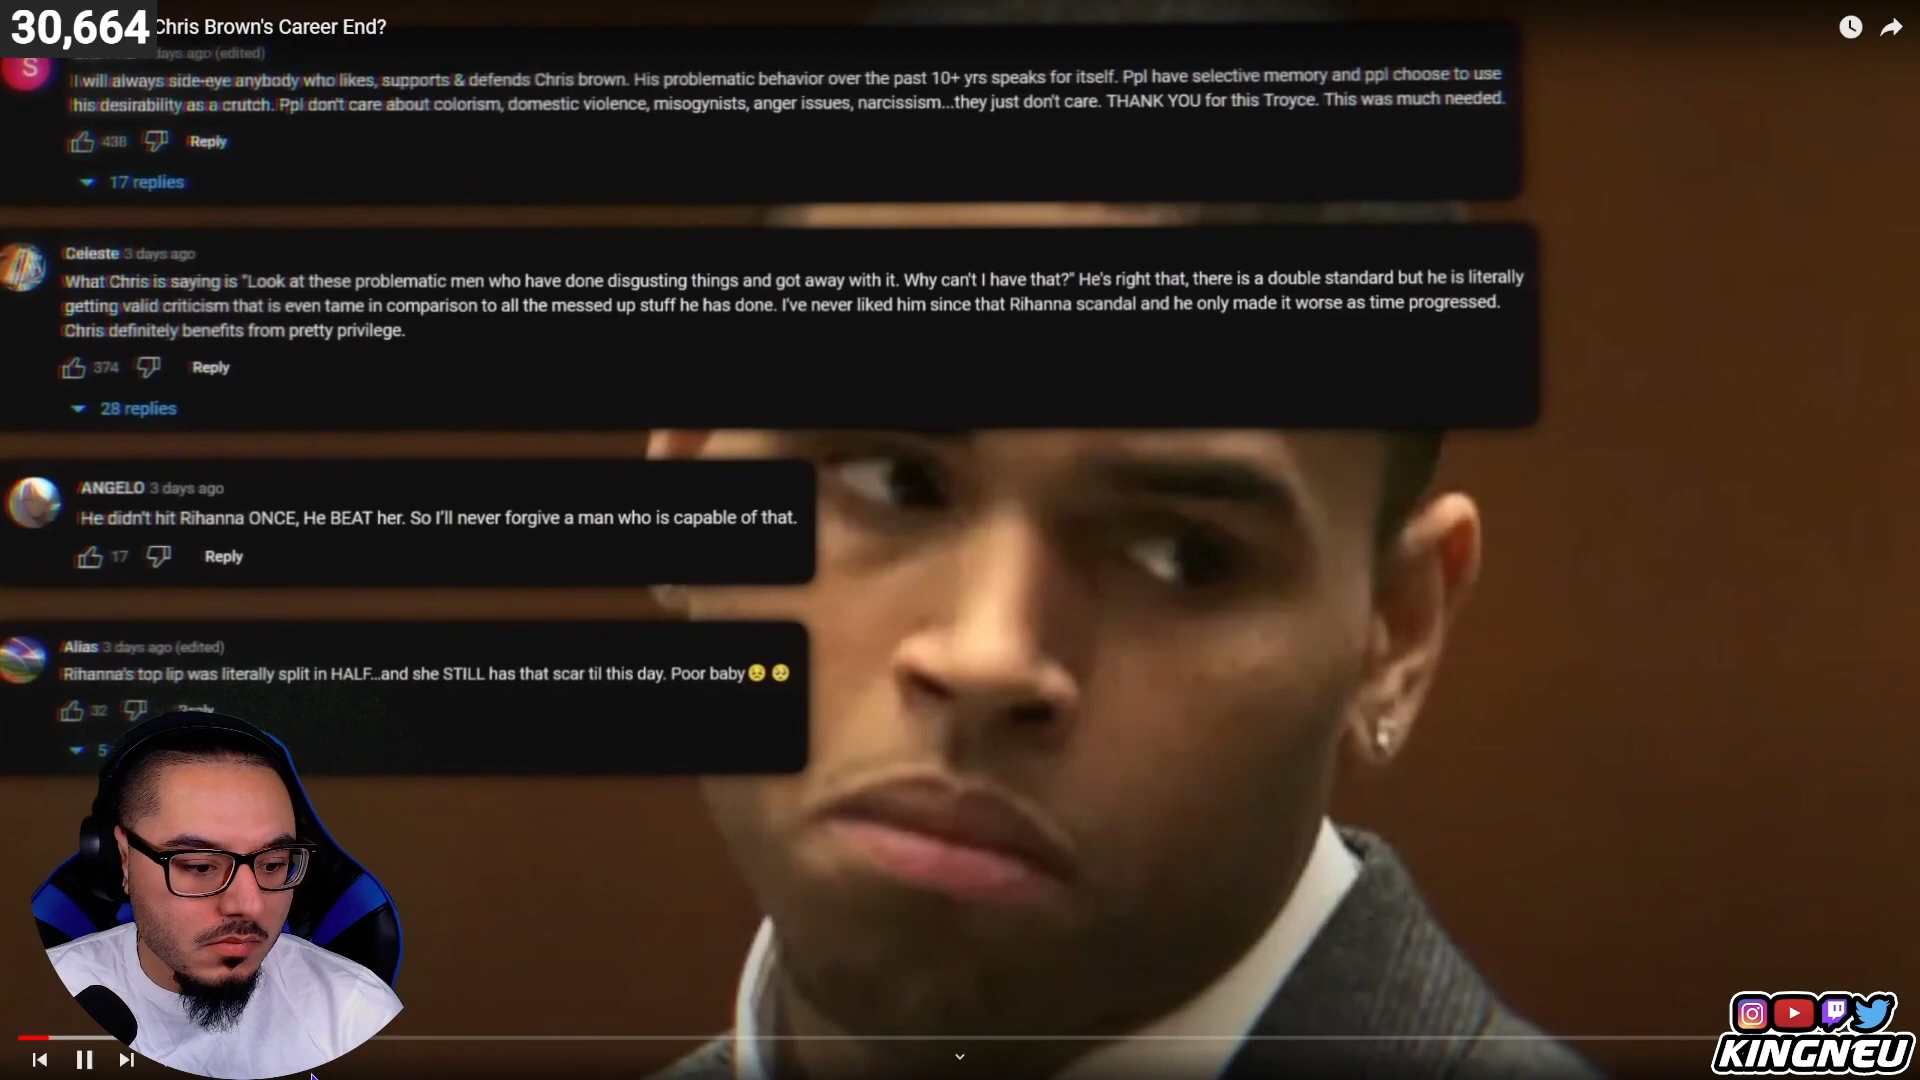 30,664 Chris Brown's Career End?
days ago (edited)
S
I will always side-eye anybody who likes, supports & defends Chris brown. His problematic behavior over the past 10+ yrs speaks for itself. Ppl have selective memory and ppl choose to use
his desirability as a crutch. Ppl don't care about colorism, domestic violence, misogynists, anger issues, narcissism...they just don't care. THANK YOU for this Troyce. This was much needed.
438 Reply
17 replies
Celeste 3 days ago
What Chris is saying is "Look at these problematic men who have done disgusting things and got away with it. Why can't I have that?" He's right that, there is a double standard but he is literally
getting valid criticism that is even tame in comparison to all the messed up stuff he has done. I've never liked him since that Rihanna scandal and he only made it worse as time progressed.
Chris definitely benefits from pretty privilege.
374 Reply
28 replies
ANGELO 3 days ago
He didn't hit Rihanna ONCE, He BEAT her. So I'll never forgive a man who is capable of that.
17 Reply
Alias 3 days ago (edited)
Rihanna's top lip was literally split in HALF...and she STILL has that scar til this day. Poor baby😣🥺
32 Reply
5
KINGNEU